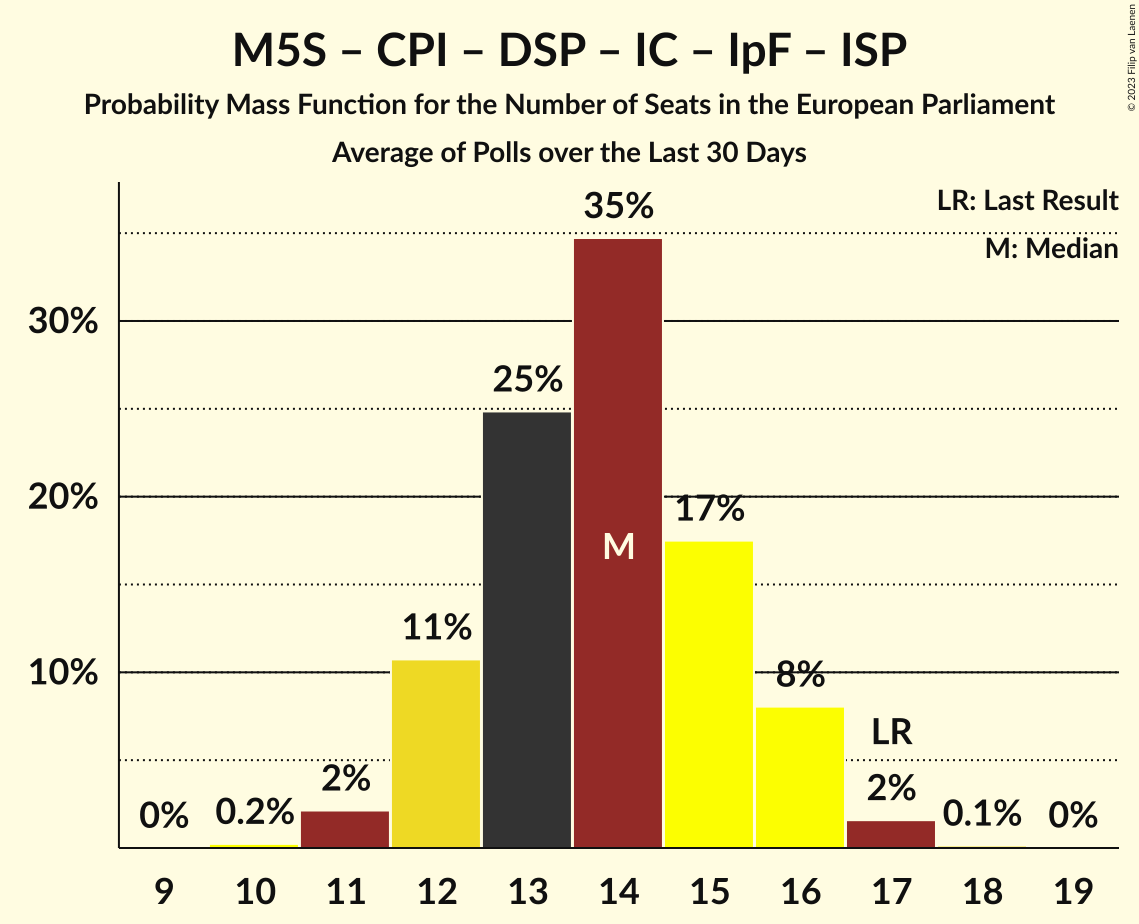 M5S – CPI – DSP – IC – IpF – ISP
Probability Mass Function for the Number of Seats in the European Parliament
Average of Polls over the Last 30 Days
© 2023 Filip van Laenen
LR: Last Result
M: Median
30%
20%
10%
0%
0.2%
2%
11%
25%
35%
M
17%
8%
LR
2%
0.1%
0%
9 10 11 12 13 14 15 16 17 18 19